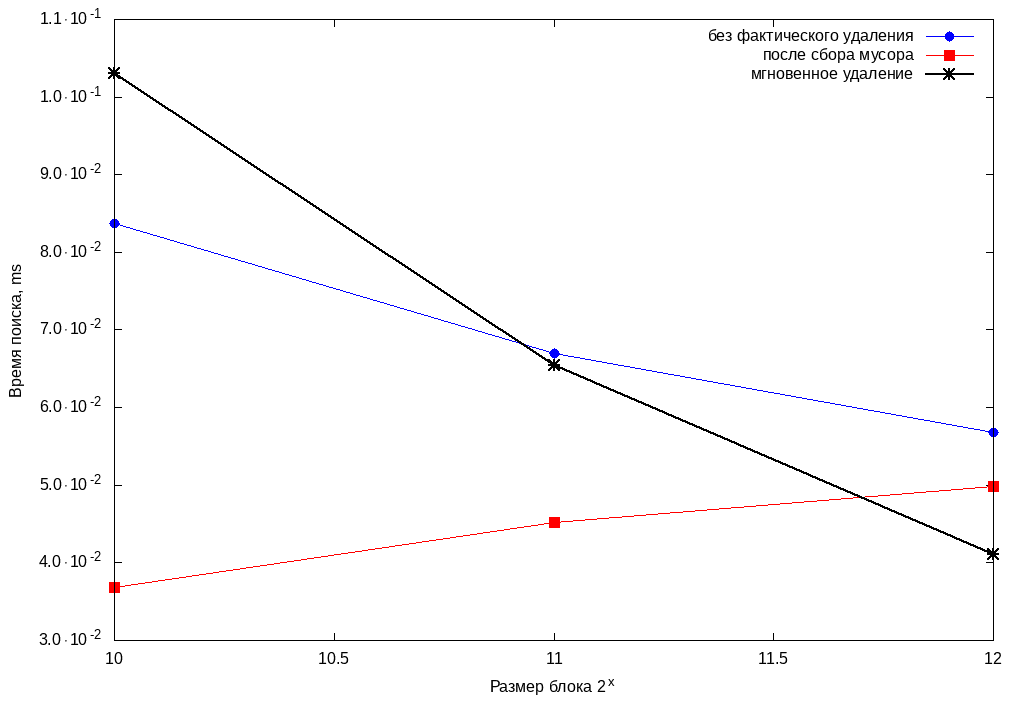 1.1·10⁻¹
1.0·10⁻¹
9.0·10⁻²
8.0·10⁻²
7.0·10⁻²
6.0·10⁻²
5.0·10⁻²
4.0·10⁻²
3.0·10⁻²
Время поиска, ms
без фактического удаления
после сбора мусора
мгновенное удаление
10 10.5 11 11.5 12
Размер блока 2ˣ